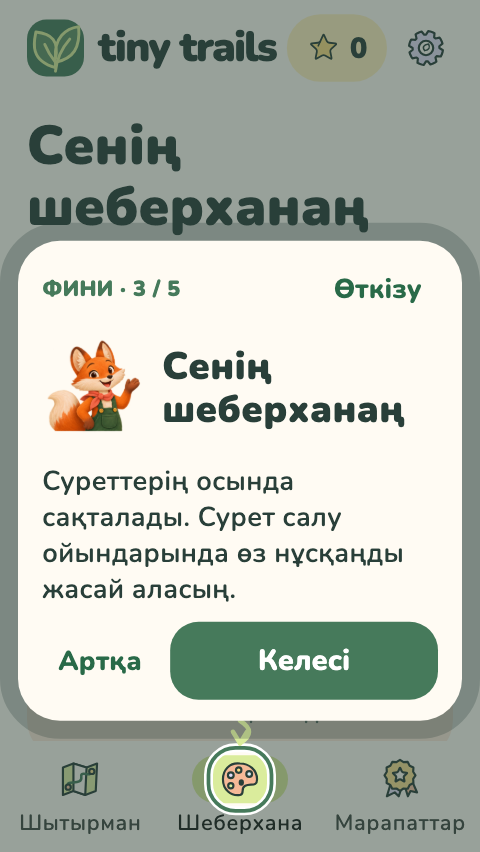 tiny trails
0
Сенің
шеберханаң
ФИНИ · 3 / 5
Өткізу
Сенің
шеберханаң
Суреттерің осында
сақталады. Сурет салу
ойындарында өз нұсқаңды
жасай аласың.
Артқа
Келесі
Шытырман
Шеберхана
Марапаттар